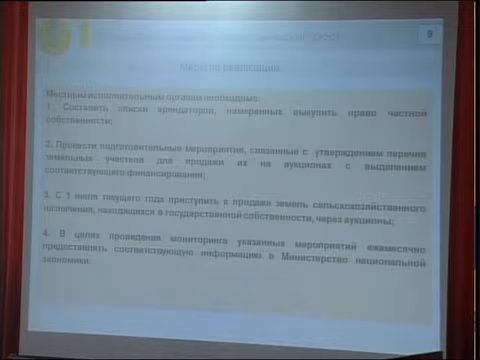 9
Меры по реализации
Местным исполнительным органам необходимо:
1. Составить списки арендаторов, намеренных выкупить право частной
собственности;
2. Провести подготовительные мероприятия, связанные с утверждением перечня
земельных участков для продажи их на аукционах с выделением
соответствующего финансирования;
3. С 1 июля текущего года приступить к продаже земель сельскохозяйственного
назначения, находящихся в государственной собственности, через аукционы;
4. В целях проведения мониторинга указанных мероприятий ежемесячно
предоставлять соответствующую информацию в Министерство национальной
экономики.